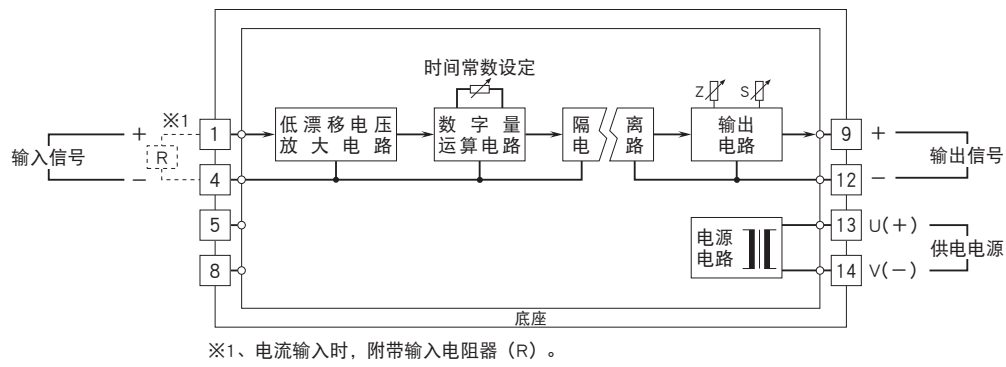 时间常数设定
Z
S
※1
1
低漂移电压
放大电路
数字量
运算电路
隔
电
离
路
输出
电路
9
+
+
输入信号
R
输出信号
−
4
12
−
5
13
U(+)
电源
电路
供电电源
8
14
V(−)
底座
※1、电流输入时，附带输入电阻器（R）。